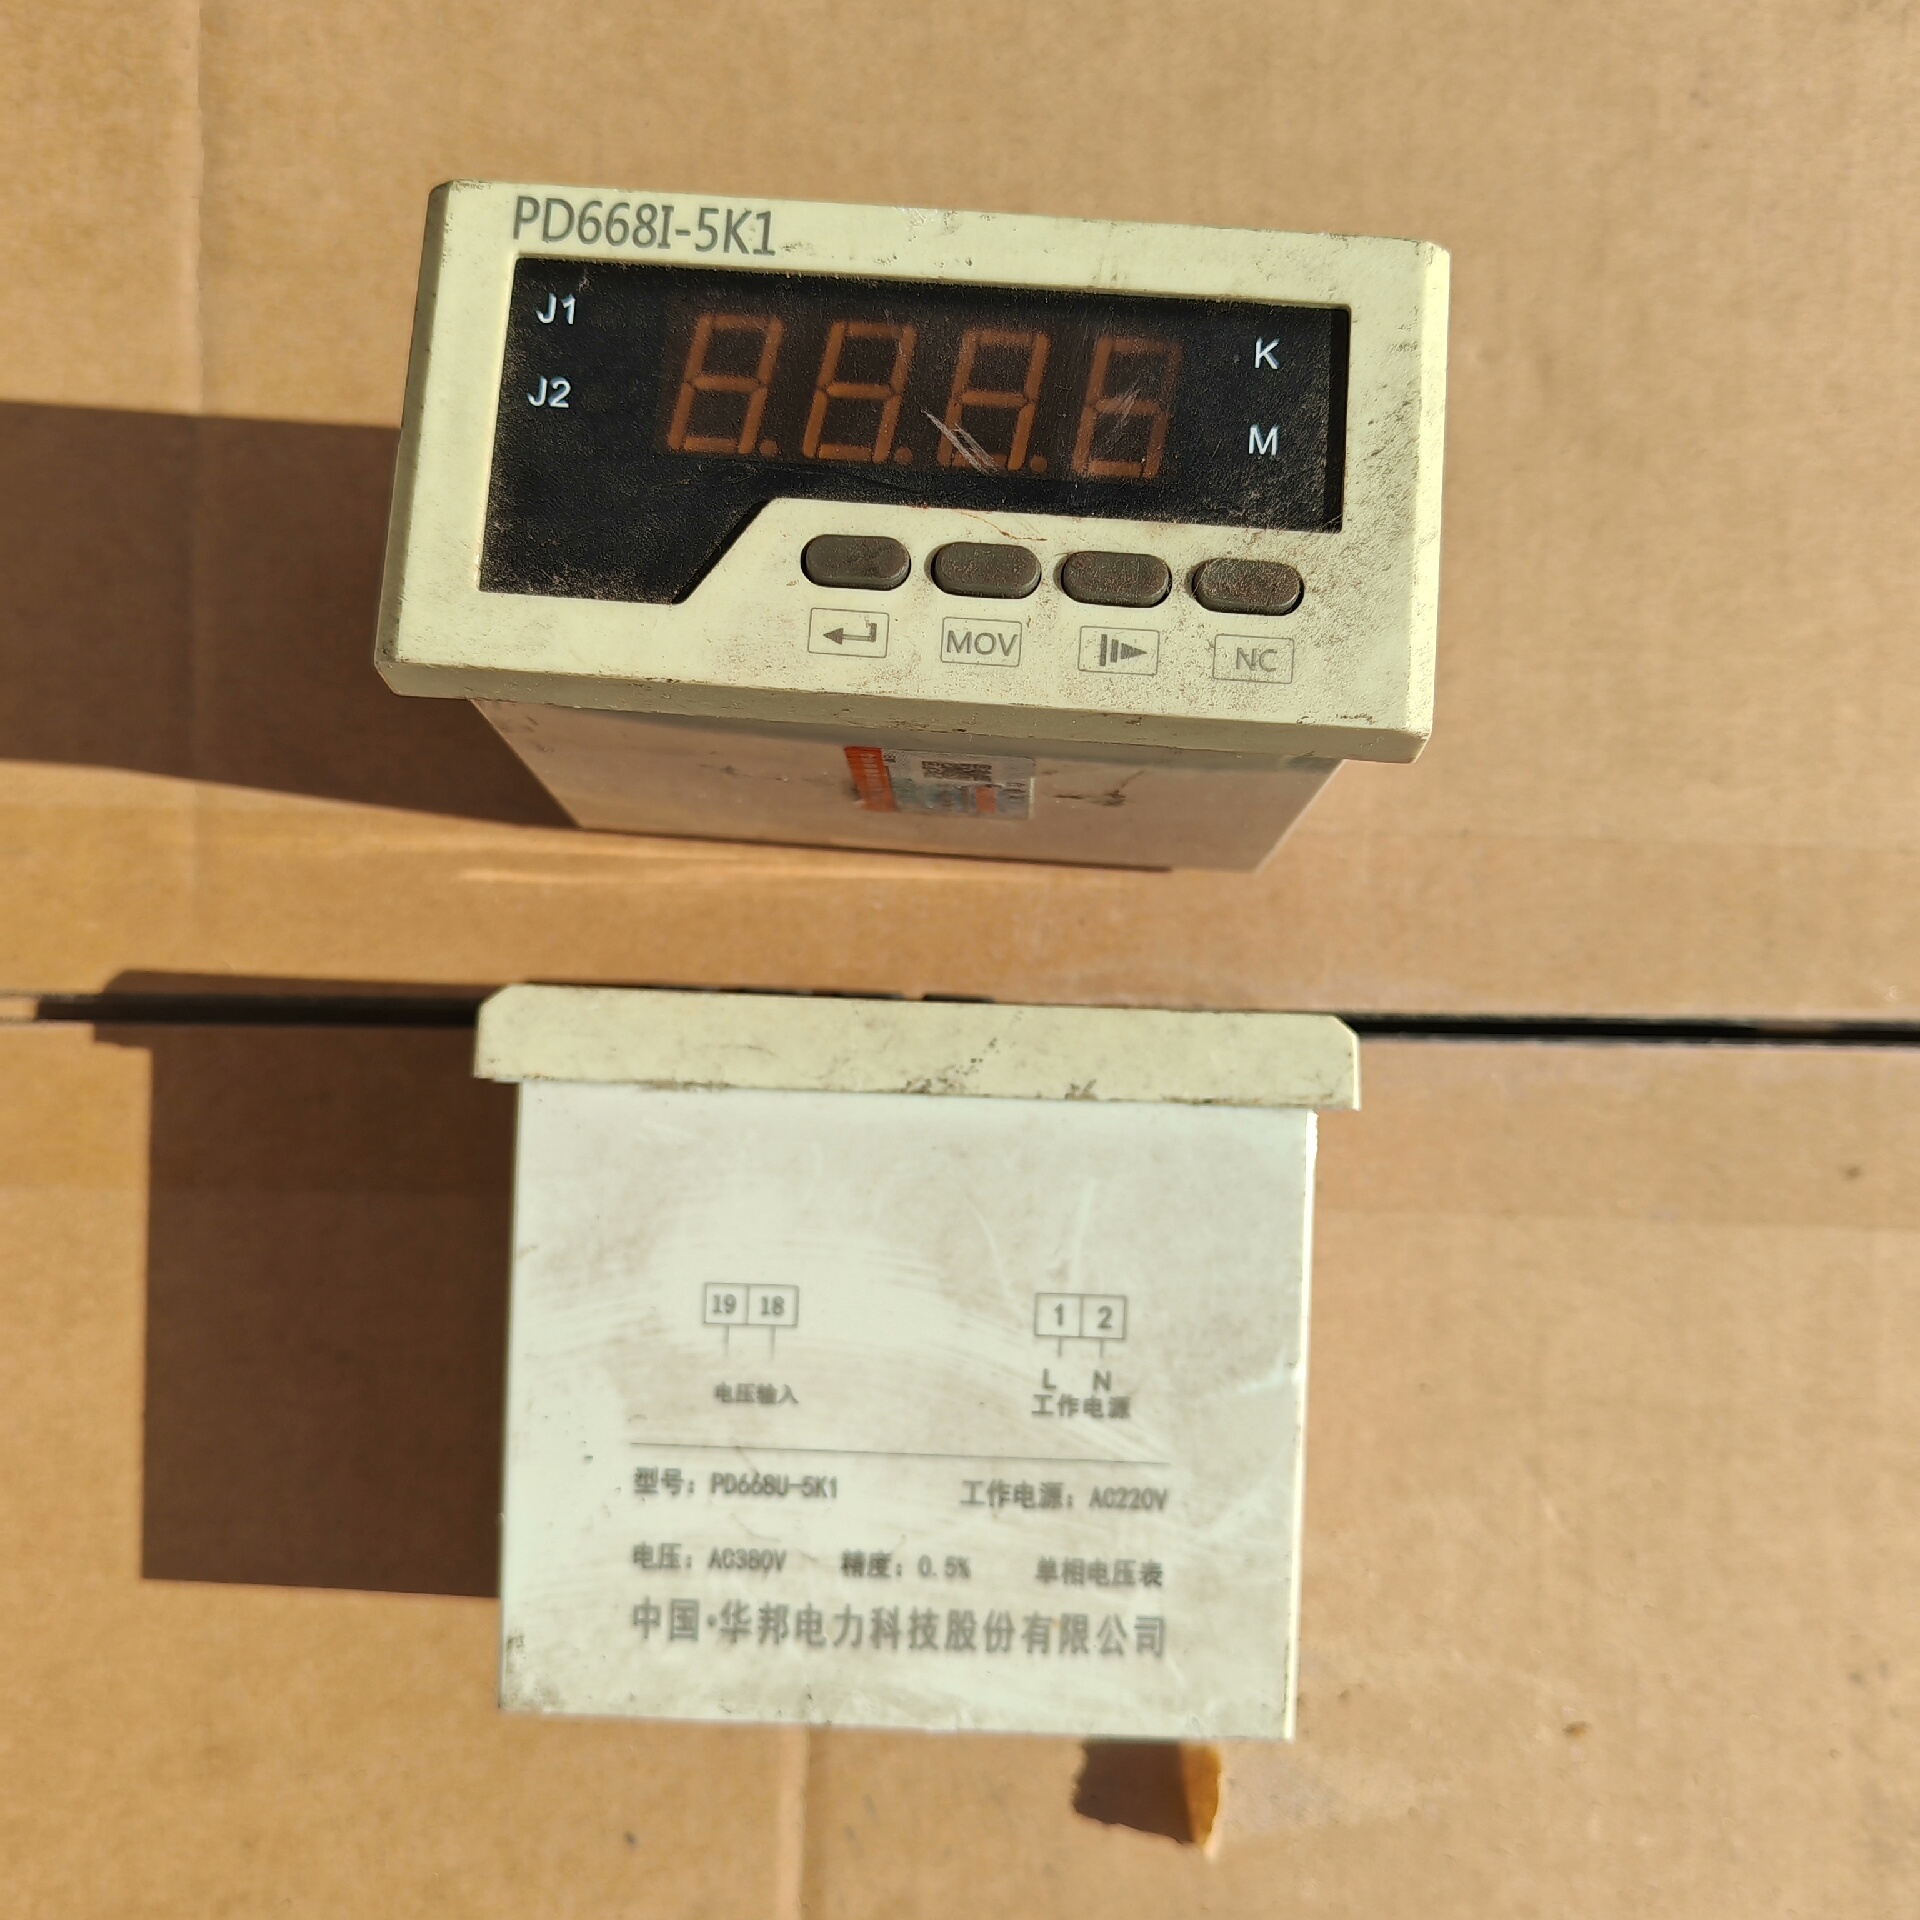 PD668I-5K1
J1
J2
K
M
MOV
NC
19 18
1 2
L N
电压输入
工作电源
型号: PD668U-5K1 工作电源: AC220V
电压: AC380V 精度: 0.5% 单相电压表
中国·华邦电力科技股份有限公司